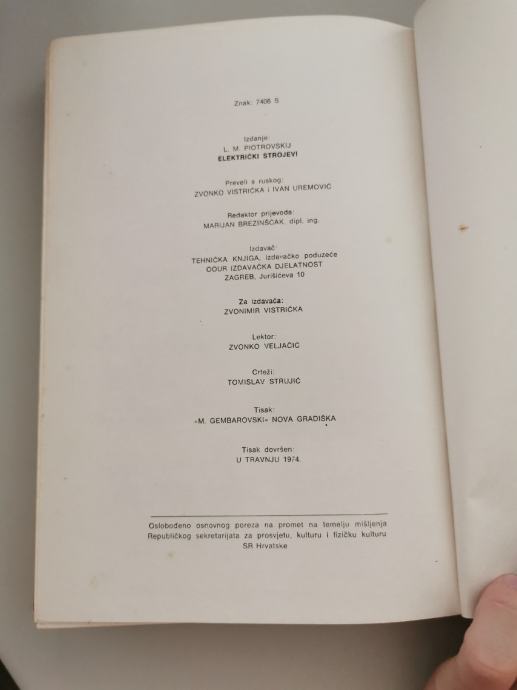 Znak: 7406 S
Izdanje:
L. M. PIOTROVSKIJ
ELEKTRIČKI STROJEVI
Preveli s ruskog:
ZVONKO VISTRIČKA i IVAN UREMOVIĆ
Redaktor prijevoda:
MARIJAN BREZINŠĆAK, dipl. ing.
Izdavač:
TEHNIČKA KNJIGA, izdavačko poduzeće
OOUR IZDAVAČKA DJELATNOST
ZAGREB, Jurišićeva 10
Za izdavača:
ZVONIMIR VISTRIČKA
Lektor:
ZVONKO VELJAČIĆ
Crteži:
TOMISLAV STRUJIĆ
Tisak:
»M. GEMBAROVSKI« NOVA GRADIŠKA
Tisak dovršen:
U TRAVNJU 1974.
Oslobođeno osnovnog poreza na promet na temelju mišljenja
Republičkog sekretarijata za prosvjetu, kulturu i fizičku kulturu
SR Hrvatske